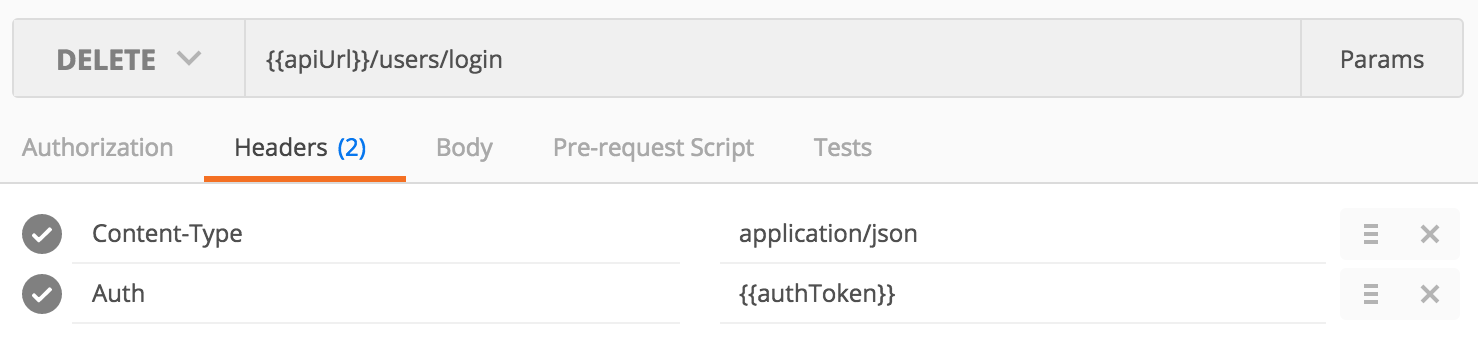 DELETE {{apiUrl}}/users/login Params
Authorization Headers (2) Body Pre-request Script Tests
Content-Type application/json
Auth {{authToken}}